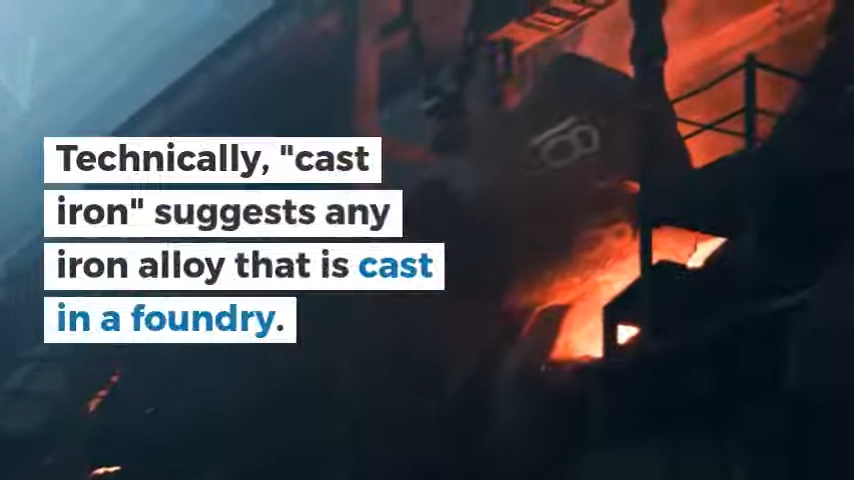 Technically, "cast
iron" suggests any
iron alloy that is cast
in a foundry.